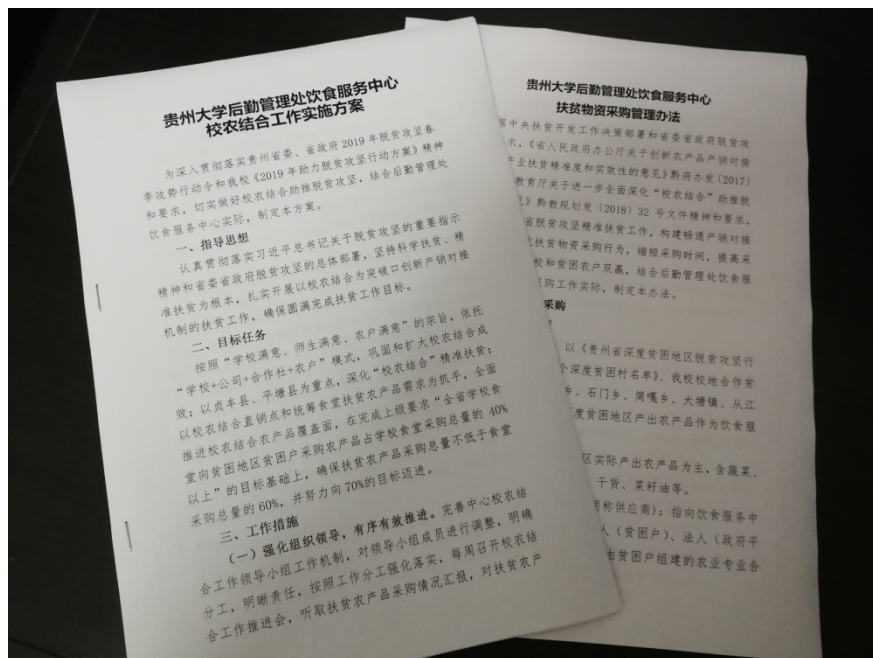 贵州大学后勤管理处饮食服务中心
校农结合工作实施方案
为深入贯彻落实贵州省委、省政府2019年脱贫攻坚春
季攻势行动令和我校《2019年助力脱贫攻坚行动方案》精神
和要求，切实做好校农结合助推脱贫攻坚，结合后勤管理处
饮食服务中心实际，制定本方案。
一、指导思想
认真贯彻落实习近平总书记关于脱贫攻坚的重要指示
精神和省委省政府脱贫攻坚的总体部署，坚持科学扶贫、精
准扶贫为根本，扎实开展以校农结合为突破口创新产销对接
机制的扶贫工作，确保圆满完成扶贫工作目标。
二、目标任务
按照“学校满意、师生满意、农户满意”的宗旨，依托
“学校+公司+合作社+农户”模式，巩固和扩大校农结合成
效；以贞丰县、平塘县为重点，深化“校农结合”精准扶贫；
以校农结合直销点和统筹食堂扶贫农产品需求为抓手，全面
推进校农结合农产品覆盖面，在完成上级要求“全省学校食
堂向贫困地区贫困户采购农产品占学校食堂采购总量的40%
以上”的目标基础上，确保扶贫农产品采购总量不低于食堂
采购总量的60%，并努力向70%的目标迈进。
三、工作措施
（一）强化组织领导，有序有效推进。完善中心校农结
合工作领导小组工作机制，对领导小组成员进行调整，明确
分工，明晰责任，按照工作分工强化落实，每周召开校农结
合工作推进会，听取扶贫农产品采购情况汇报，对扶贫农产
贵州大学后勤管理处饮食服务中心
扶贫物资采购管理办法
中央扶贫开发工作决策部署和省委省政府脱贫攻
求，《省人民政府办公厅关于创新农产品产销对接
产业扶贫精准度和实效性的意见》黔府办发〔2017〕
教育厅关于进一步全面深化“校农结合”助推脱
》黔教规划发〔2018〕32 号文件精神和要求，
省脱贫攻坚精准扶贫工作，构建畅通产销对接
扶贫物资采购行为，缩短采购时间，提高采
校和贫困农户双赢，结合后勤管理处饮食服
购工作实际，制定本办法。
采购
以《贵州省深度贫困地区脱贫攻坚行
个深度贫困村名单》、我校校地合作贫
乡、石门乡、简嘎乡、大塘镇、从江
度贫困地区产出农产品作为饮食服
区实际产出农产品为主，含蔬菜、
干货、菜籽油等。
简称供应商）：指向饮食服务中
人（贫困户）、法人（政府平
由贫困户组建的农业专业合